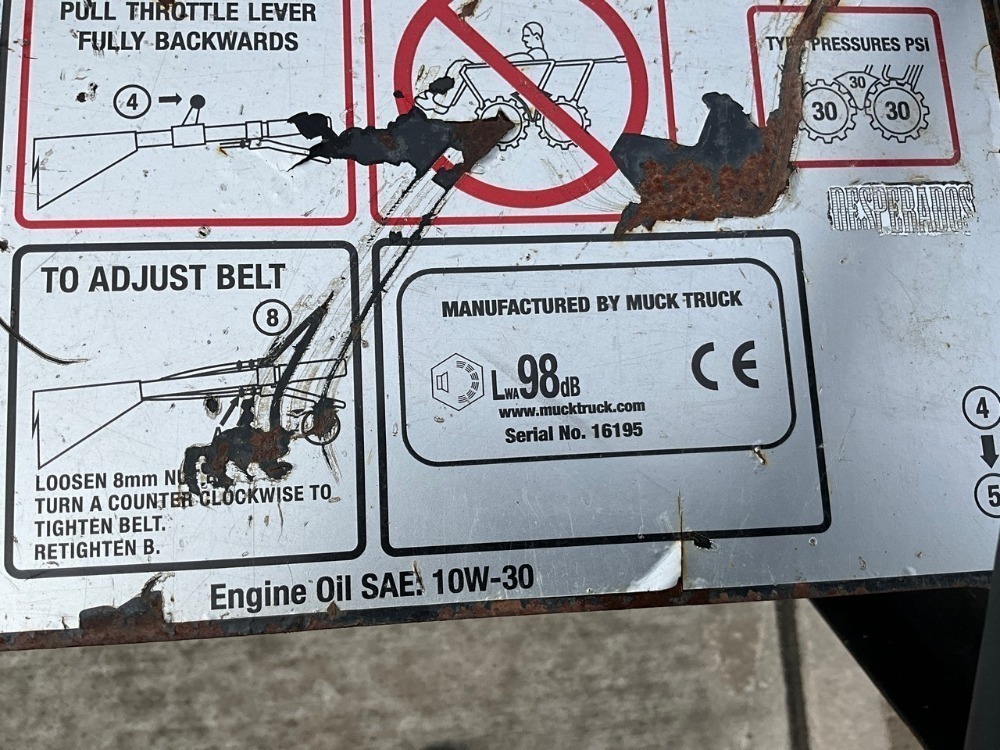 PULL THROTTLE LEVER
FULLY BACKWARDS
4
TYRE PRESSURES PSI
30
30
30
DESPERADOS
TO ADJUST BELT
8
LOOSEN 8mm
TURN A COUNTER CLOCKWISE TO
TIGHTEN BELT.
RETIGHTEN B.
MANUFACTURED BY MUCK TRUCK
LWA98dB
www.mucktruck.com
Serial No. 16195
CE
4
5
Engine Oil SAE: 10W-30